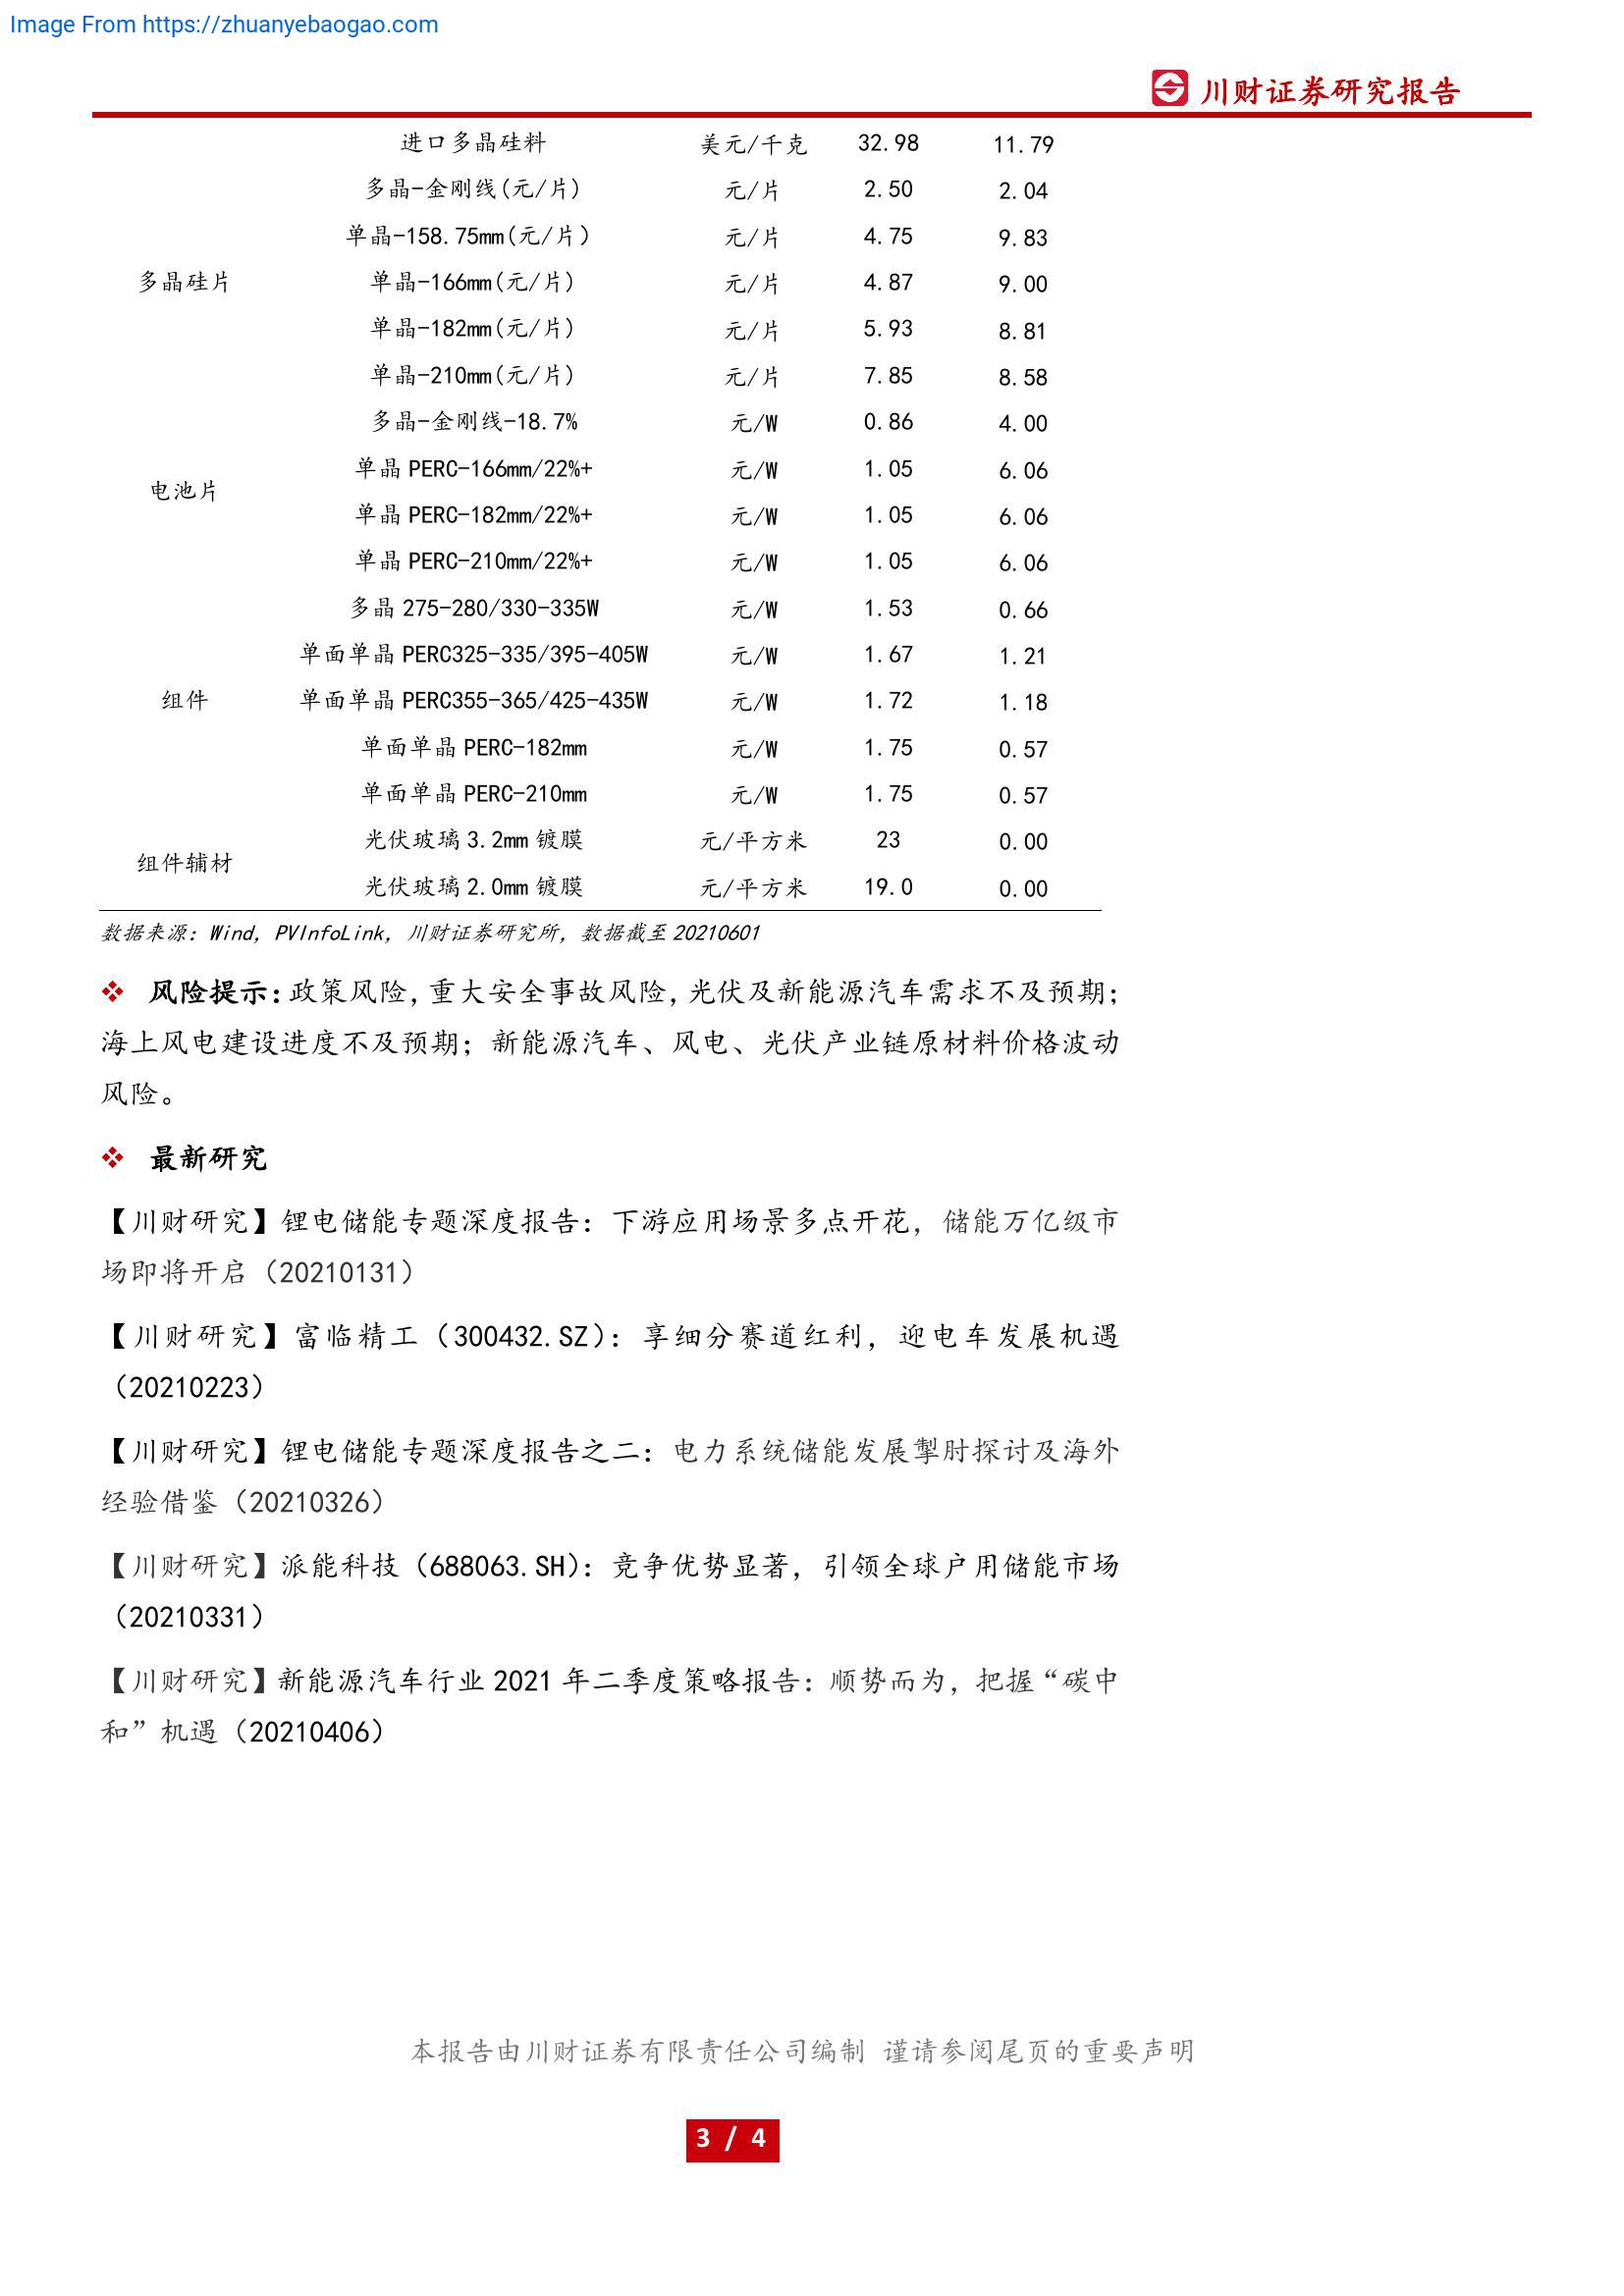 Image From https://zhuanyebaogao.com
川财证券研究报告
进口多晶硅料 美元/千克 32.98 11.79
多晶-金刚线(元/片) 元/片 2.50 2.04
单晶-158.75mm(元/片) 元/片 4.75 9.83
多晶硅片 单晶-166mm(元/片) 元/片 4.87 9.00
单晶-182mm(元/片) 元/片 5.93 8.81
单晶-210mm(元/片) 元/片 7.85 8.58
多晶-金刚线-18.7% 元/W 0.86 4.00
单晶 PERC-166mm/22%+ 元/W 1.05 6.06
电池片
单晶 PERC-182mm/22%+ 元/W 1.05 6.06
单晶 PERC-210mm/22%+ 元/W 1.05 6.06
多晶 275-280/330-335W 元/W 1.53 0.66
单面单晶 PERC325-335/395-405W 元/W 1.67 1.21
组件 单面单晶 PERC355-365/425-435W 元/W 1.72 1.18
单面单晶 PERC-182mm 元/W 1.75 0.57
单面单晶 PERC-210mm 元/W 1.75 0.57
光伏玻璃 3.2mm 镀膜 元/平方米 23 0.00
组件辅材
光伏玻璃 2.0mm 镀膜 元/平方米 19.0 0.00
数据来源：Wind, PVInfoLink, 川财证券研究所，数据截至 20210601
❖ 风险提示：政策风险，重大安全事故风险，光伏及新能源汽车需求不及预期；
海上风电建设进度不及预期；新能源汽车、风电、光伏产业链原材料价格波动
风险。
❖ 最新研究
【川财研究】锂电储能专题深度报告：下游应用场景多点开花，储能万亿级市
场即将开启（20210131）
【川财研究】富临精工（300432.SZ）：享细分赛道红利，迎电车发展机遇
（20210223）
【川财研究】锂电储能专题深度报告之二：电力系统储能发展掣肘探讨及海外
经验借鉴（20210326）
【川财研究】派能科技（688063.SH）：竞争优势显著，引领全球户用储能市场
（20210331）
【川财研究】新能源汽车行业 2021 年二季度策略报告：顺势而为，把握“碳中
和”机遇（20210406）
本报告由川财证券有限责任公司编制 谨请参阅尾页的重要声明
3 / 4